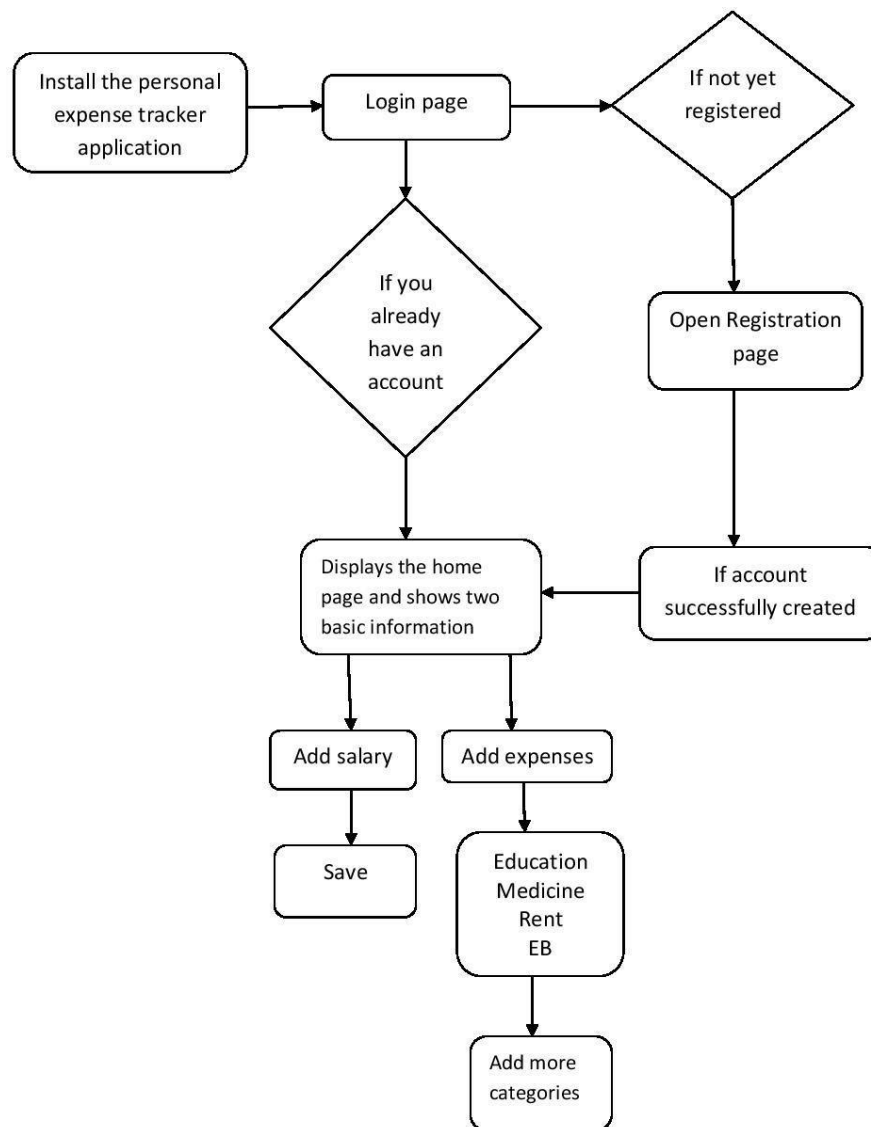 Install the personal
expense tracker
application
Login page
If not yet
registered
If you
already
have an
account
Open Registration
page
Displays the home
page and shows two
basic information
If account
successfully created
Add salary
Add expenses
Save
Education
Medicine
Rent
EB
Add more
categories